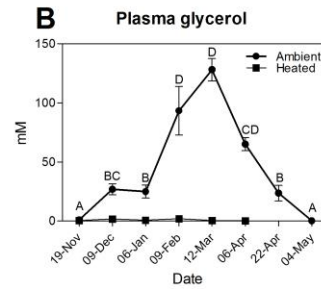 B
Plasma glycerol
150
100
50
0
mM
Ambient
Heated
A
BC
B
D
D
CD
B
A
19-Nov
09-Dec
06-Jan
09-Feb
12-Mar
06-Apr
22-Apr
04-May
Date